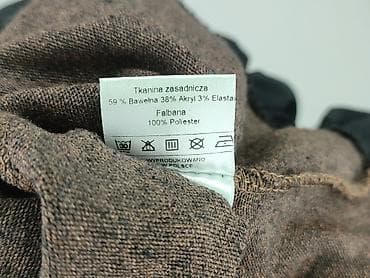 Tkanina zasadnicza
59 % Bawełna 38% Akryl 3% Elasta
Falbana
100% Poliester
WYPRODUKOWANO
W POLSCE